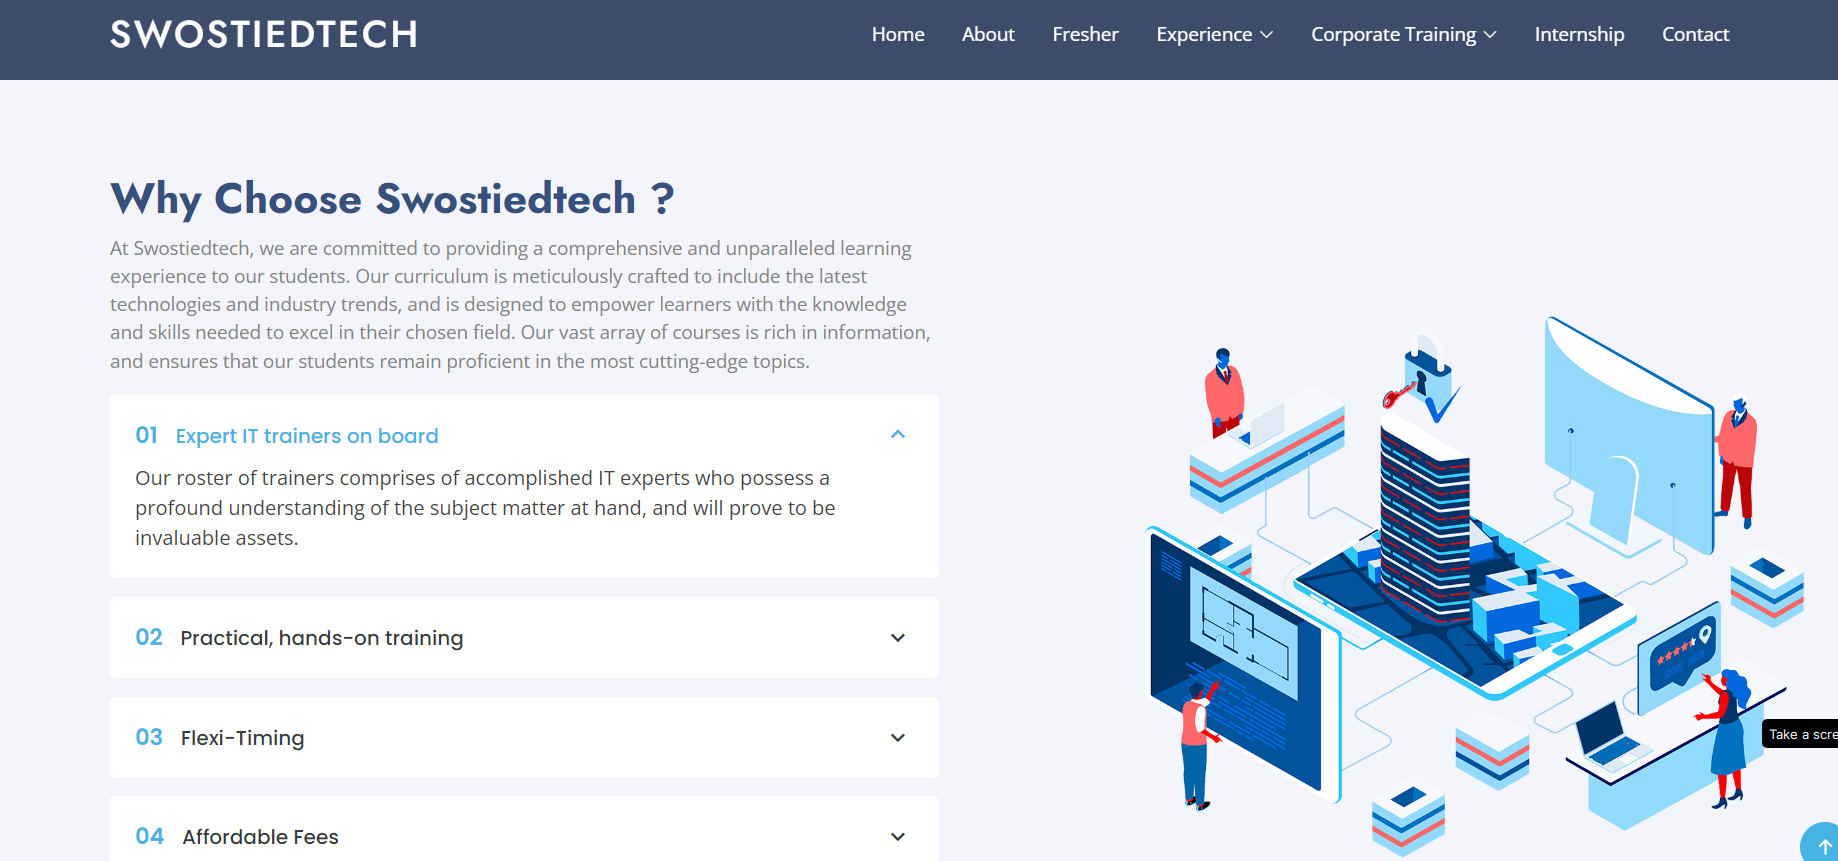 SWOSTIEDTECH
Home About Fresher Experience Corporate Training Internship Contact
Why Choose Swostiedtech ?
At Swostiedtech, we are committed to providing a comprehensive and unparalleled learning
experience to our students. Our curriculum is meticulously crafted to include the latest
technologies and industry trends, and is designed to empower learners with the knowledge
and skills needed to excel in their chosen field. Our vast array of courses is rich in information,
and ensures that our students remain proficient in the most cutting-edge topics.
01 Expert IT trainers on board
Our roster of trainers comprises of accomplished IT experts who possess a
profound understanding of the subject matter at hand, and will prove to be
invaluable assets.
02 Practical, hands-on training
03 Flexi-Timing
04 Affordable Fees
Take a scre